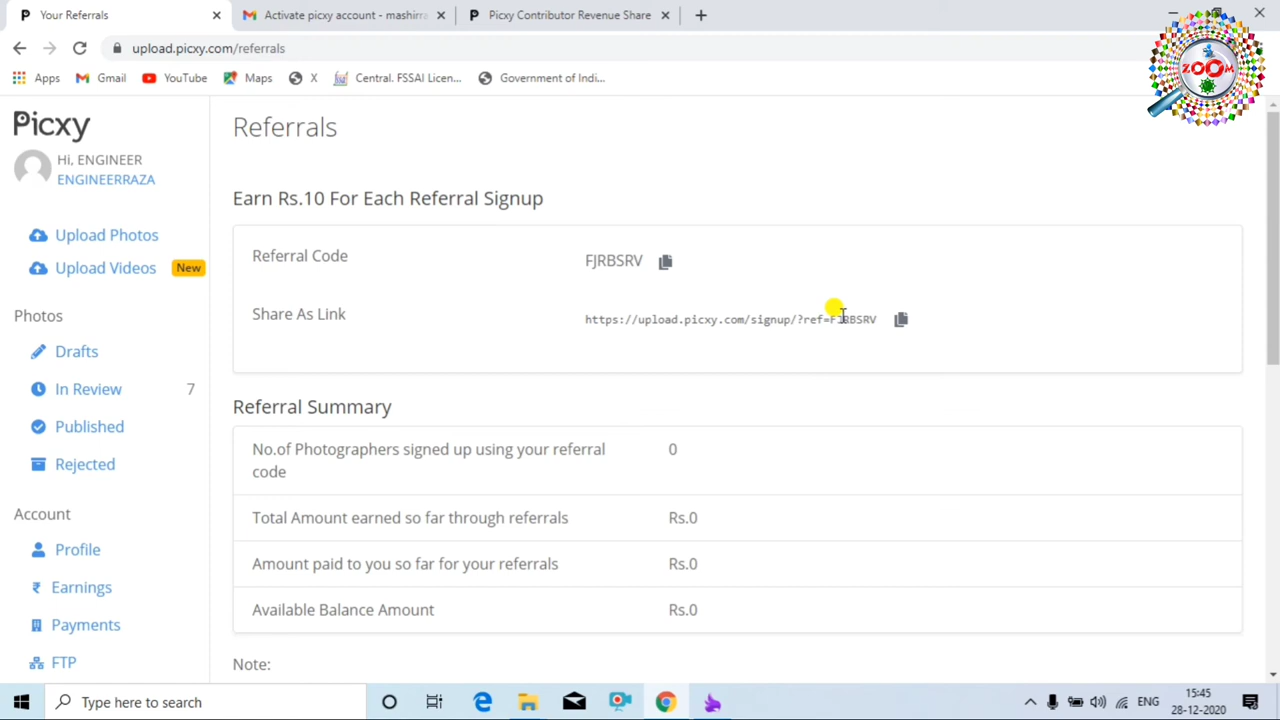 Your Referrals
Activate picxy account - mashirra
Picxy Contributor Revenue Share
upload.picxy.com/referrals
Apps
Gmail
YouTube
Maps
X
Central. FSSAI Licen...
Government of Indi...
ZOOM
Picxy
Hi, ENGINEER
ENGINEERRAZA
Upload Photos
Upload Videos New
Photos
Drafts
In Review 7
Published
Rejected
Account
Profile
Earnings
Payments
FTP
Referrals
Earn Rs.10 For Each Referral Signup
Referral Code FJRBSRV
Share As Link https://upload.picxy.com/signup/?ref=FJRBSRV
Referral Summary
No.of Photographers signed up using your referral 0
code
Total Amount earned so far through referrals Rs.0
Amount paid to you so far for your referrals Rs.0
Available Balance Amount Rs.0
Note:
Type here to search
ENG
15:45
28-12-2020